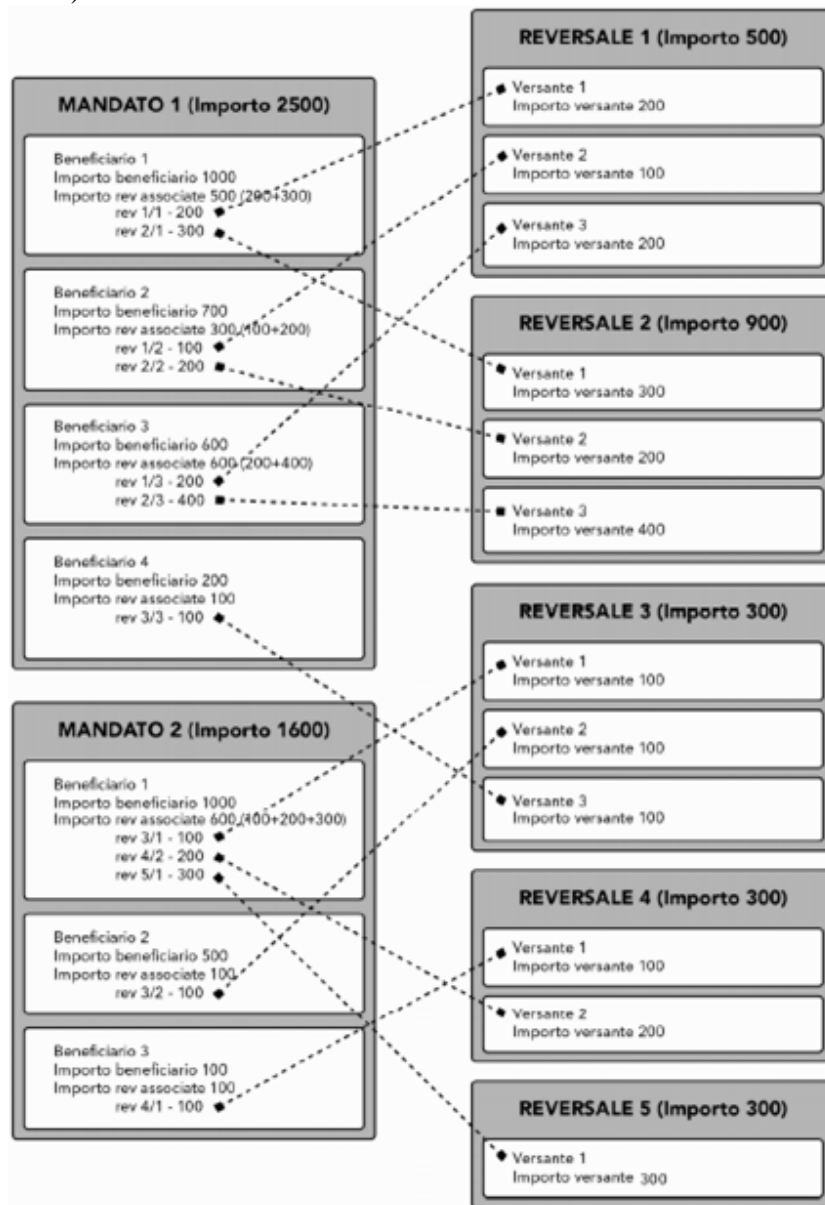 MANDATO 1 (Importo 2500)
Beneficiario 1
Importo beneficiario 1000
Importo rev associate 500 (200+300)
rev 1/1 - 200
rev 2/1 - 300
Beneficiario 2
Importo beneficiario 700
Importo rev associate 300 (100+200)
rev 1/2 - 100
rev 2/2 - 200
Beneficiario 3
Importo beneficiario 600
Importo rev associate 600 (200+400)
rev 1/3 - 200
rev 2/3 - 400
Beneficiario 4
Importo beneficiario 200
Importo rev associate 100
rev 3/3 - 100
MANDATO 2 (Importo 1600)
Beneficiario 1
Importo beneficiario 1000
Importo rev associate 600 (100+200+300)
rev 3/1 - 100
rev 4/2 - 200
rev 5/1 - 300
Beneficiario 2
Importo beneficiario 500
Importo rev associate 100
rev 3/2 - 100
Beneficiario 3
Importo beneficiario 100
Importo rev associate 100
rev 4/1 - 100
REVERSALE 1 (Importo 500)
Versante 1
Importo versante 200
Versante 2
Importo versante 100
Versante 3
Importo versante 200
REVERSALE 2 (Importo 900)
Versante 1
Importo versante 300
Versante 2
Importo versante 200
Versante 3
Importo versante 400
REVERSALE 3 (Importo 300)
Versante 1
Importo versante 100
Versante 2
Importo versante 100
Versante 3
Importo versante 100
REVERSALE 4 (Importo 300)
Versante 1
Importo versante 100
Versante 2
Importo versante 200
REVERSALE 5 (Importo 300)
Versante 1
Importo versante 300